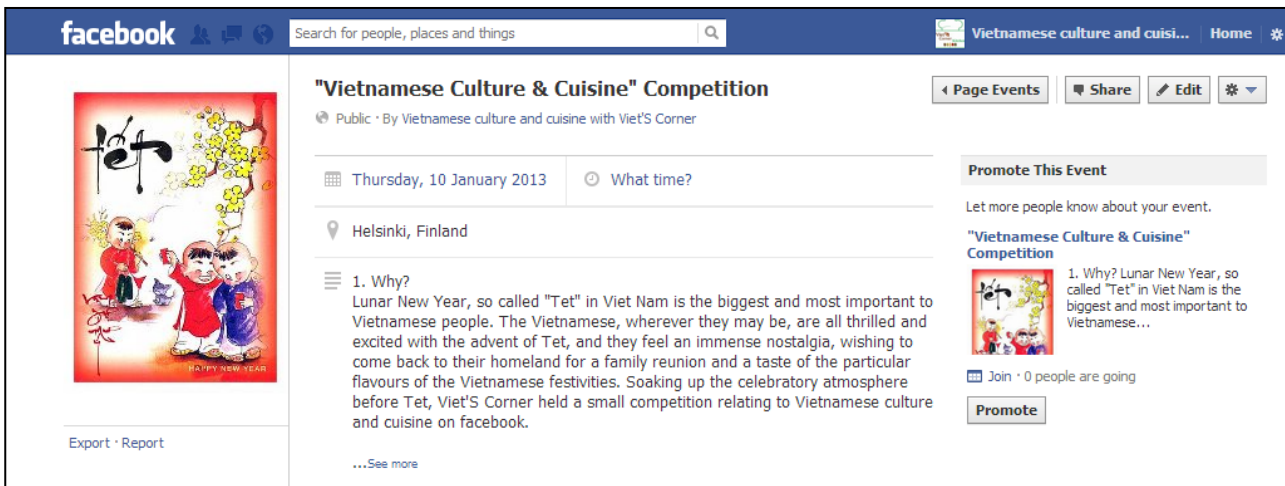 facebook
Search for people, places and things
Vietnamese culture and cuisi... Home
"Vietnamese Culture & Cuisine" Competition
Public · By Vietnamese culture and cuisine with Viet'S Corner
Page Events
Share
Edit
Thursday, 10 January 2013
What time?
Helsinki, Finland
1. Why?
Lunar New Year, so called "Tet" in Viet Nam is the biggest and most important to
Vietnamese people. The Vietnamese, wherever they may be, are all thrilled and
excited with the advent of Tet, and they feel an immense nostalgia, wishing to
come back to their homeland for a family reunion and a taste of the particular
flavours of the Vietnamese festivities. Soaking up the celebratory atmosphere
before Tet, Viet'S Corner held a small competition relating to Vietnamese culture
and cuisine on facebook.
...See more
Promote This Event
Let more people know about your event.
"Vietnamese Culture & Cuisine"
Competition
1. Why? Lunar New Year, so
called "Tet" in Viet Nam is the
biggest and most important to
Vietnamese...
Join · 0 people are going
Promote
tết
HAPPY NEW YEAR
Export · Report